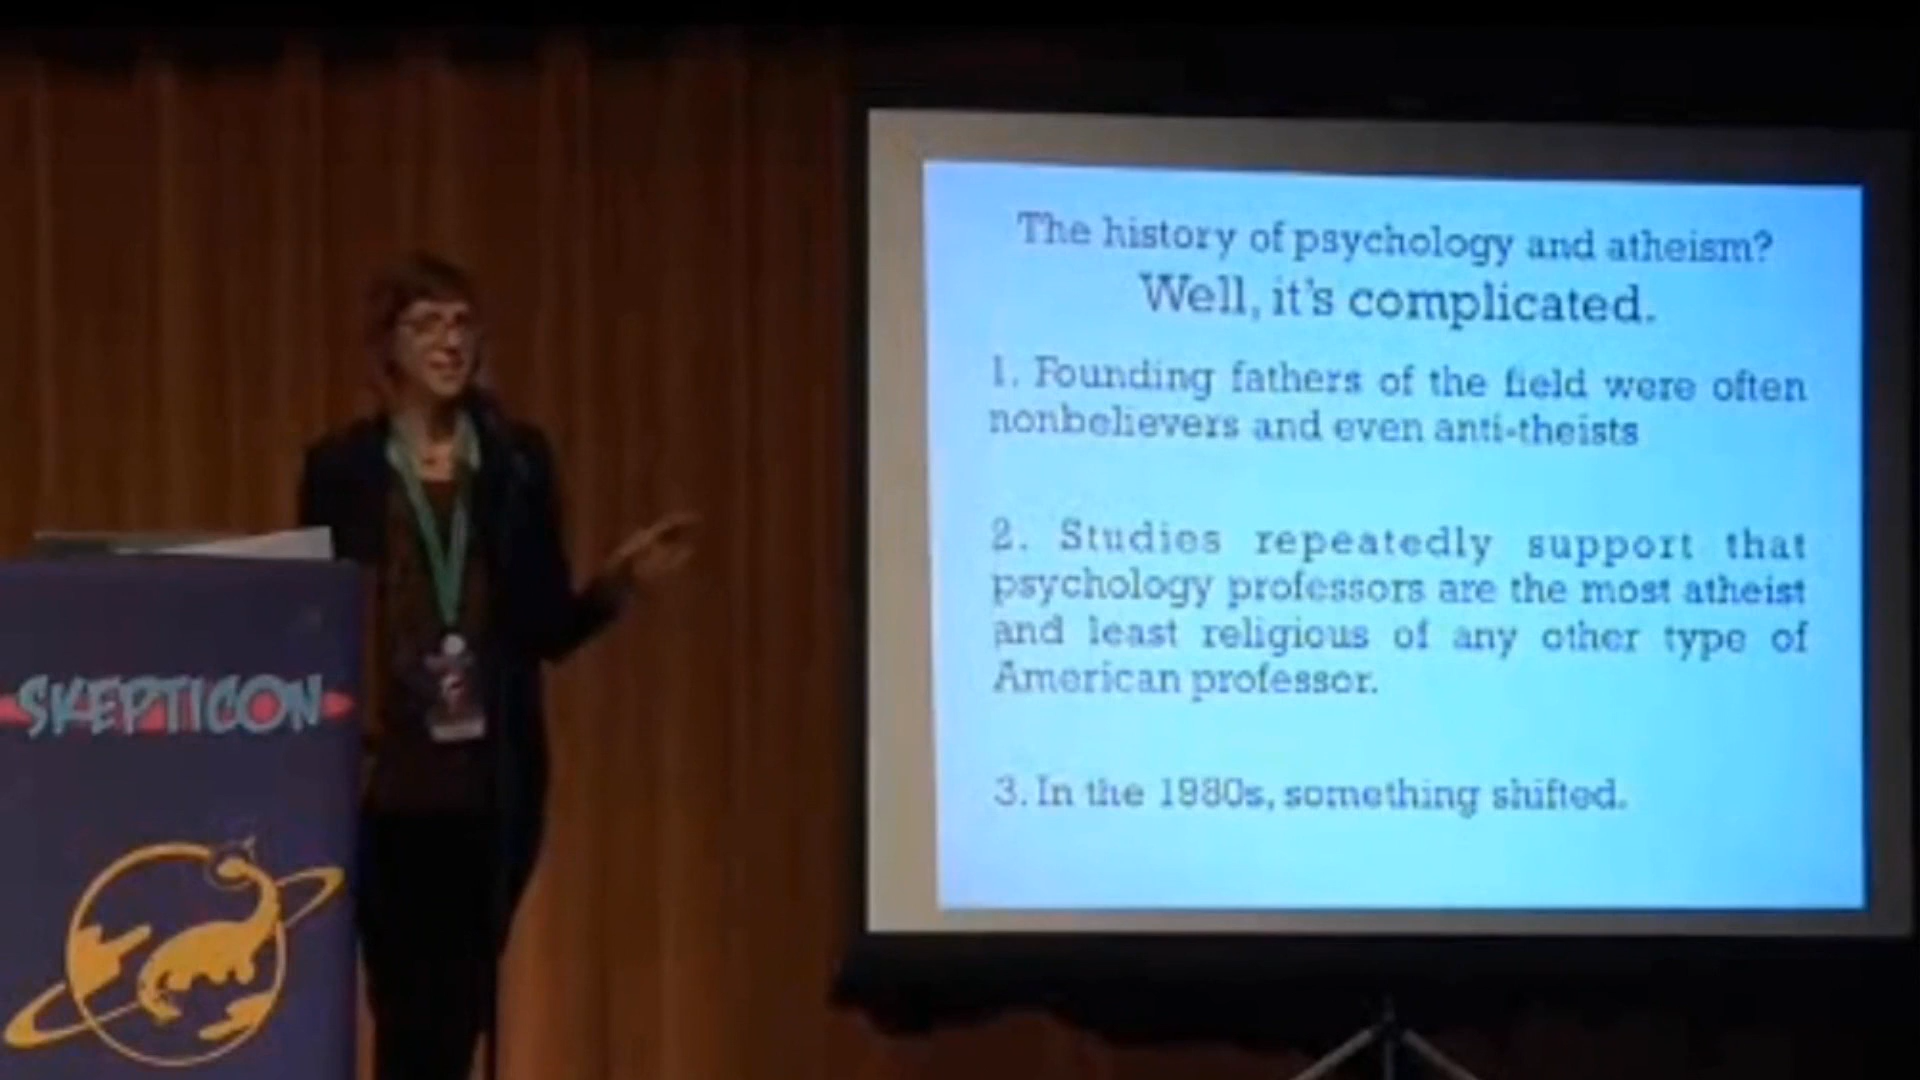 The history of psychology and atheism?
Well, it's complicated.
1. Founding fathers of the field were often
nonbelievers and even anti-theists
2. Studies repeatedly support that
psychology professors are the most atheist
and least religious of any other type of
American professor.
3. In the 1980s, something shifted.
SKEPTICON